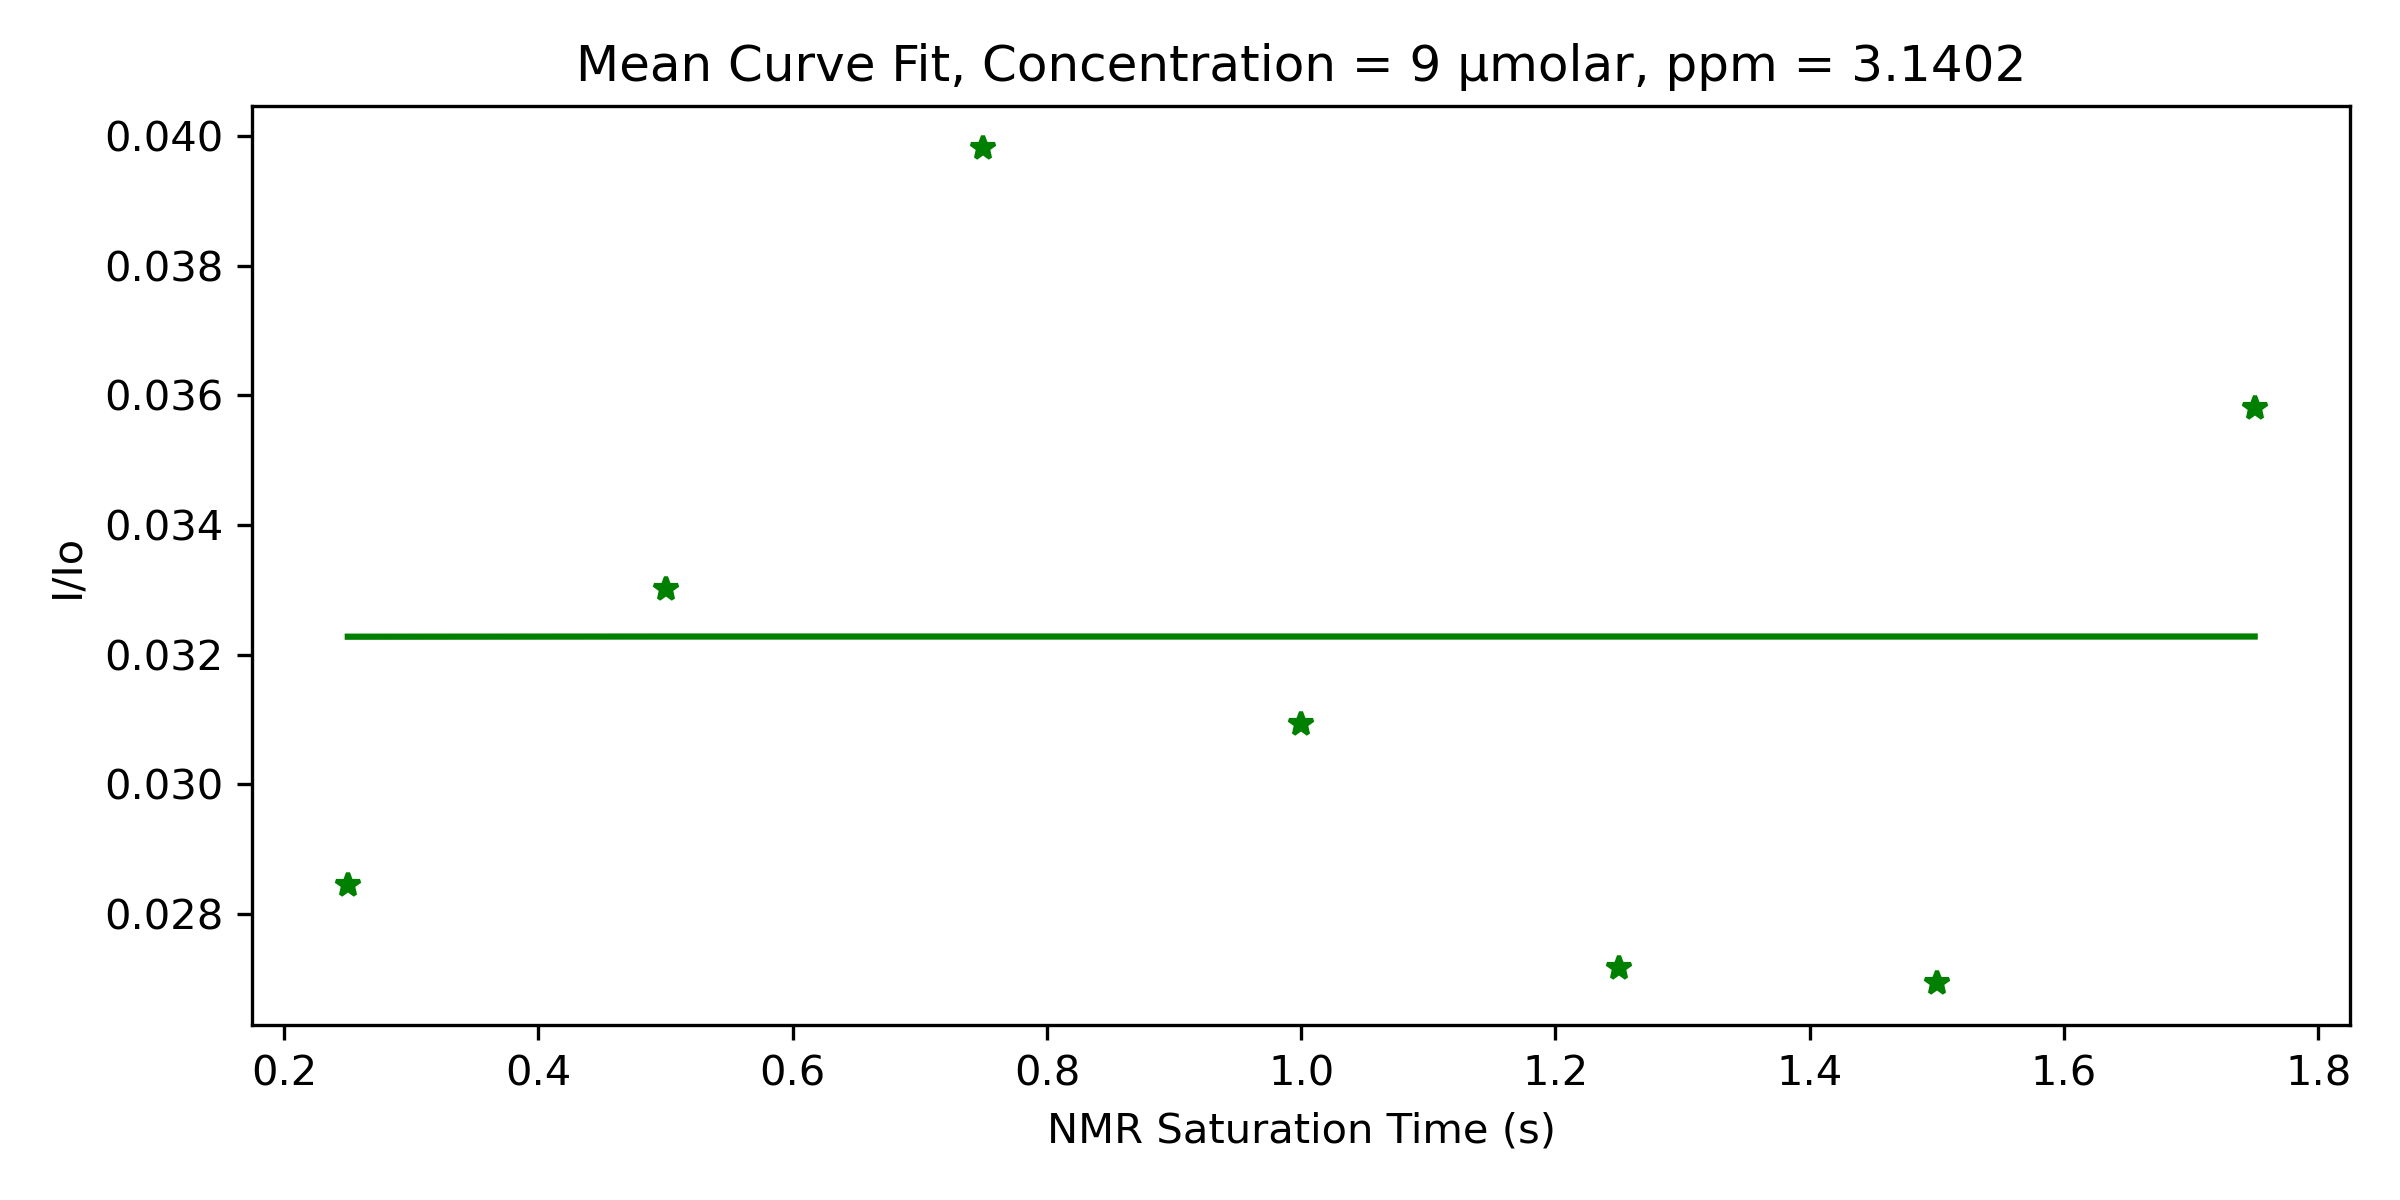 Mean Curve Fit, Concentration = 9 µmolar, ppm = 3.1402
0.040
0.038
0.036
0.034
0.032
0.030
0.028
I/Io
0.2 0.4 0.6 0.8 1.0 1.2 1.4 1.6 1.8
NMR Saturation Time (s)